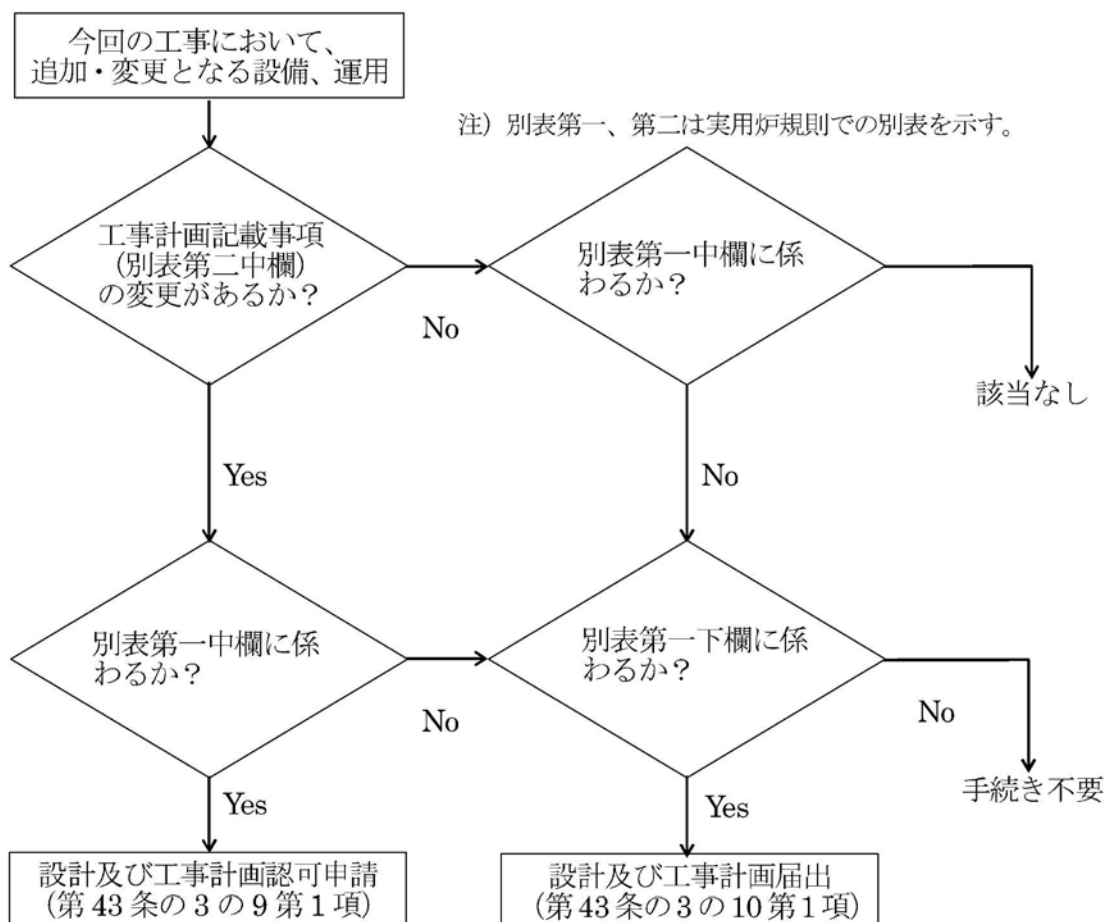 今回の工事において、
追加・変更となる設備、運用
注）別表第一、第二は実用炉規則での別表を示す。
工事計画記載事項
(別表第二中欄)
の変更があるか？
No
別表第一中欄に係
わるか？
該当なし
Yes
No
別表第一中欄に係
わるか？
No
別表第一下欄に係
わるか？
No
手続き不要
Yes
Yes
設計及び工事計画認可申請
(第 43 条の 3 の 9 第 1 項)
設計及び工事計画届出
(第 43 条の 3 の 10 第 1 項)